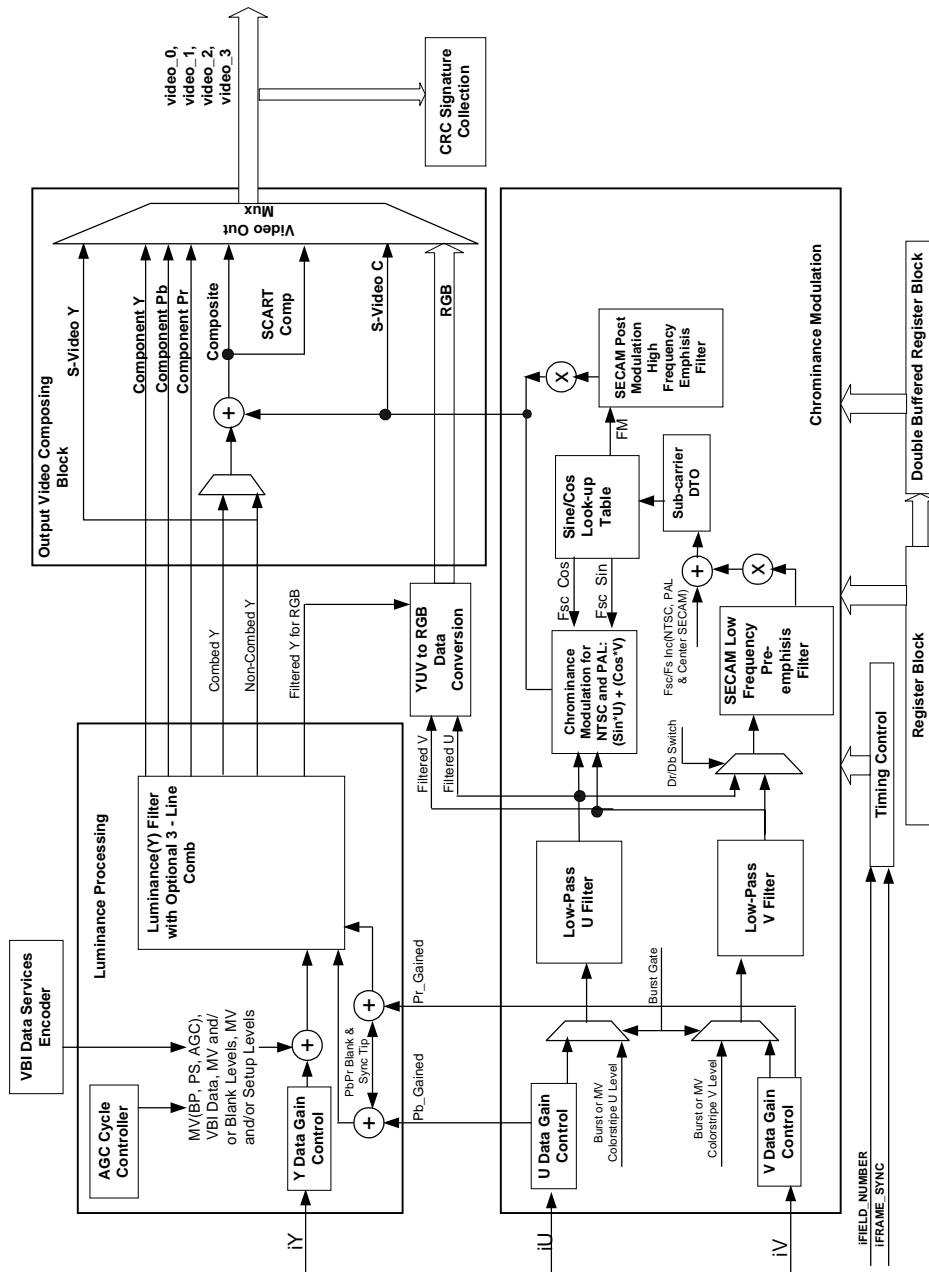 VBI Data Services
Encoder
AGC Cycle
Controller
Luminance Processing
MV(BP, PS, AGC),
VBI Data, MV and/
or Blank Levels, MV
and/or Setup Levels
Y Data Gain
Control
iY
Luminance(Y) Filter
with Optional 3 - Line
Comb
PbPr Blank &
Sync Tip
Pb_Gained
Pr_Gained
Combed Y
Non-Combed Y
Filtered Y for RGB
YUV to RGB
Data
Conversion
Filtered V
Filtered U
Output Video Composing
Block
S-Video Y
Component Y
Component Pb
Component Pr
Composite
SCART
Comp
S-Video C
RGB
Video Out
Mux
video_0,
video_1,
video_2,
video_3
CRC Signature
Collection
iU
U Data Gain
Control
Burst or MV
Colorstripe U Level
Burst Gate
Burst or MV
Colorstripe V Level
V Data Gain
Control
iV
Low-Pass
U Filter
Low-Pass
V Filter
Chrominance
Modulation for
NTSC and PAL:
(Sin*U) + (Cos*V)
Fsc Cos
Fsc Sin
Sine/Cos
Look-up
Table
FM
SECAM Post
Modulation
High
Frequency
Emphisis
Filter
X
Sub-carrier
DTO
Fsc/Fs Inc(NTSC, PAL
& Center SECAM)
+
X
Dr/Db Switch
SECAM Low
Frequency
Pre-
emphisis
Filter
Chrominance Modulation
iFIELD_NUMBER
iFRAME_SYNC
Timing Control
Register Block
Double Buffered Register Block
+
+
+
+